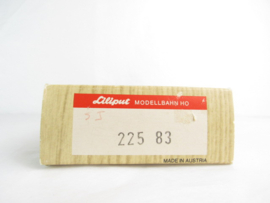 Liliput MODELLBAHN HO
S J
225 83
MADE IN AUSTRIA